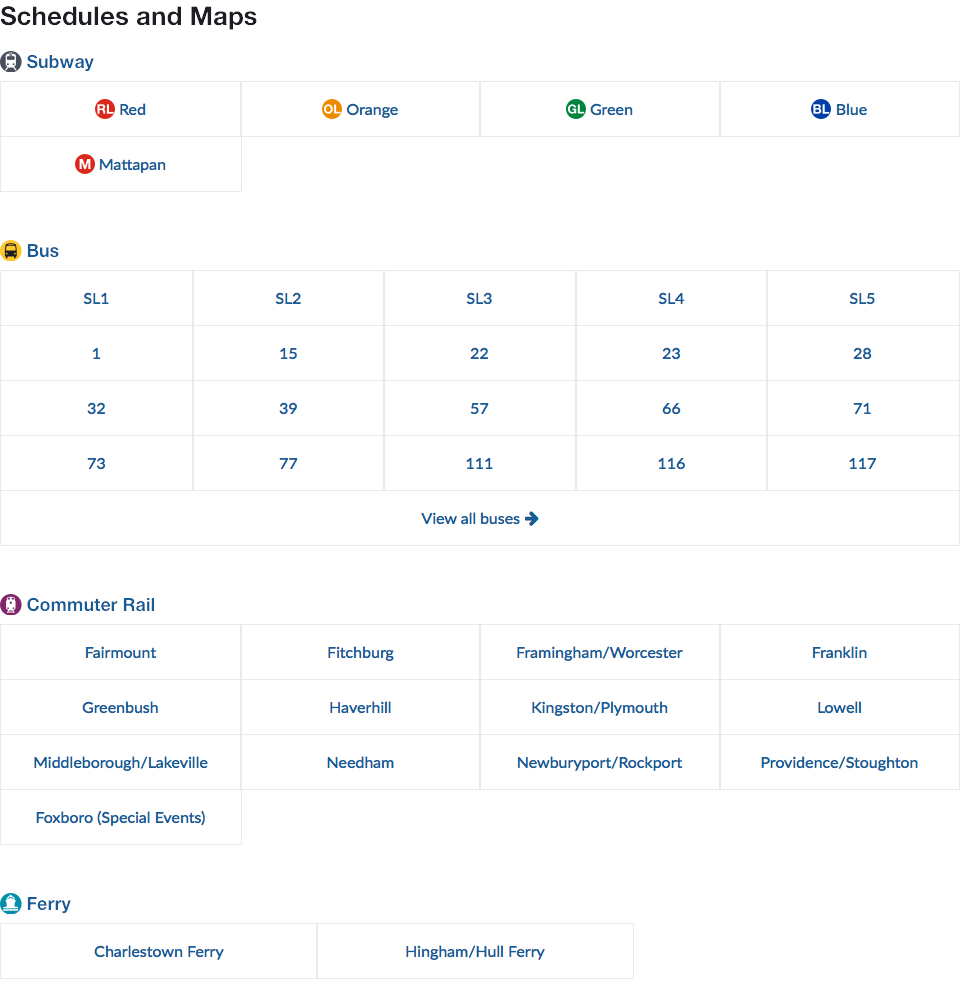 Schedules and Maps
Subway
RL Red OL Orange GL Green BL Blue
M Mattapan
Bus
SL1 SL2 SL3 SL4 SL5
1 15 22 23 28
32 39 57 66 71
73 77 111 116 117
View all buses
Commuter Rail
Fairmount Fitchburg Framingham/Worcester Franklin
Greenbush Haverhill Kingston/Plymouth Lowell
Middleborough/Lakeville Needham Newburyport/Rockport Providence/Stoughton
Foxboro (Special Events)
Ferry
Charlestown Ferry Hingham/Hull Ferry